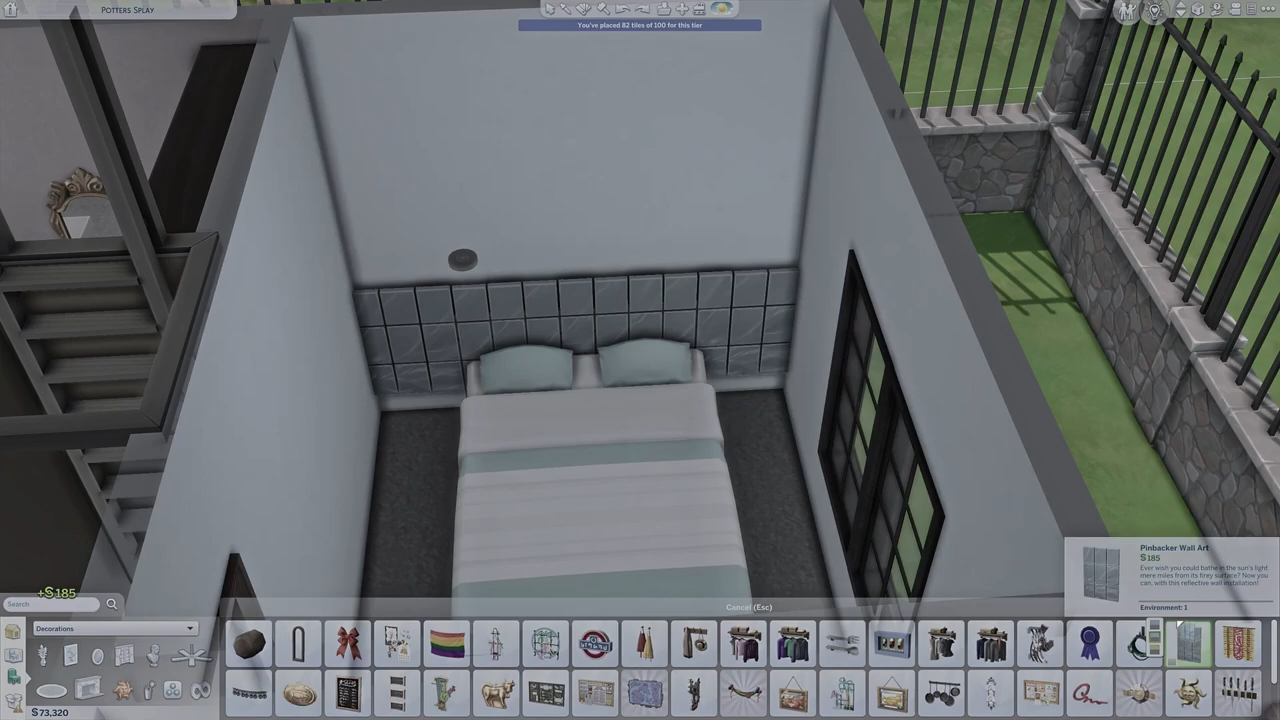 POTTERS SPLAY
You've placed 82 tiles of 100 for this tier
Pinbacker Wall Art
$185
Ever wish you could bathe in the sun's light
mere miles from its firey surface? Now you
can, with this reflective wall installation!
Environment: 1
+$185
Search
Cancel (Esc)
Decorations
$73,320